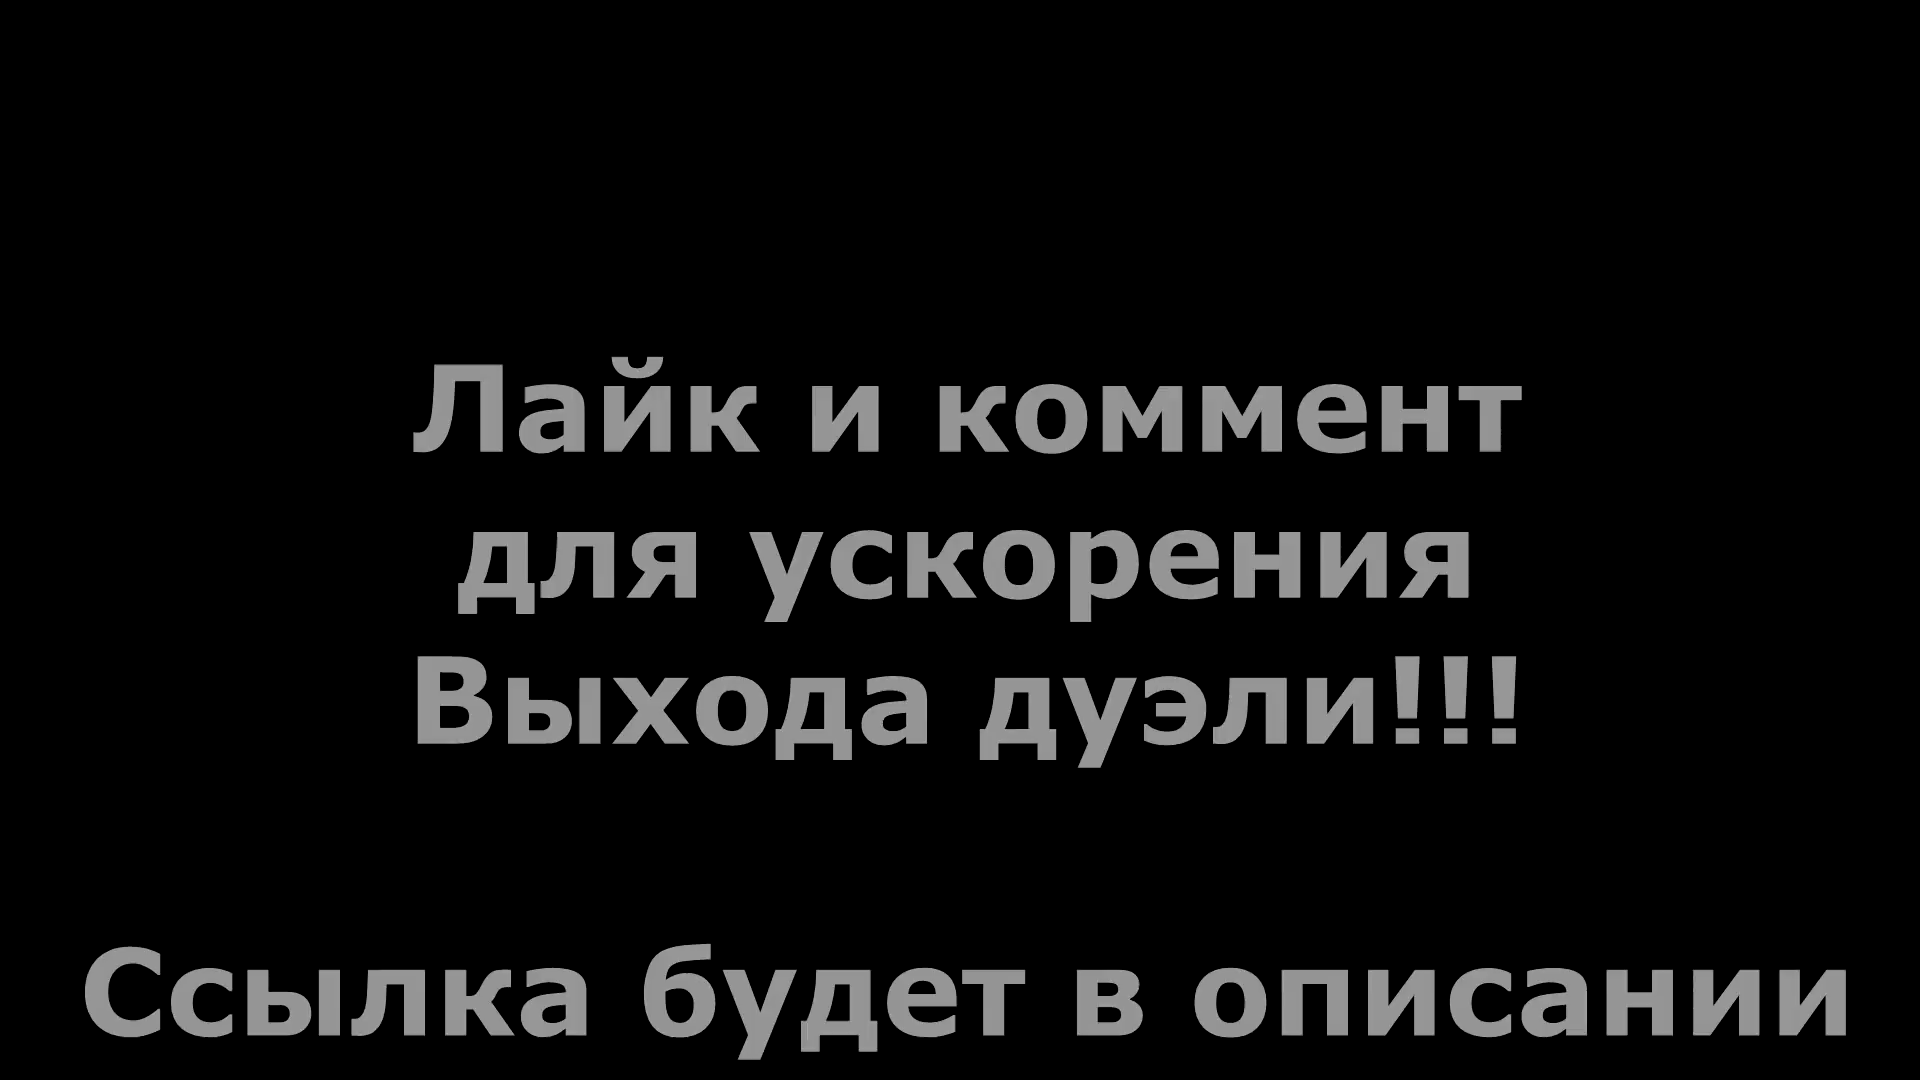 Лайк и коммент
для ускорения
Выхода дуэли!!!
Ссылка будет в описании